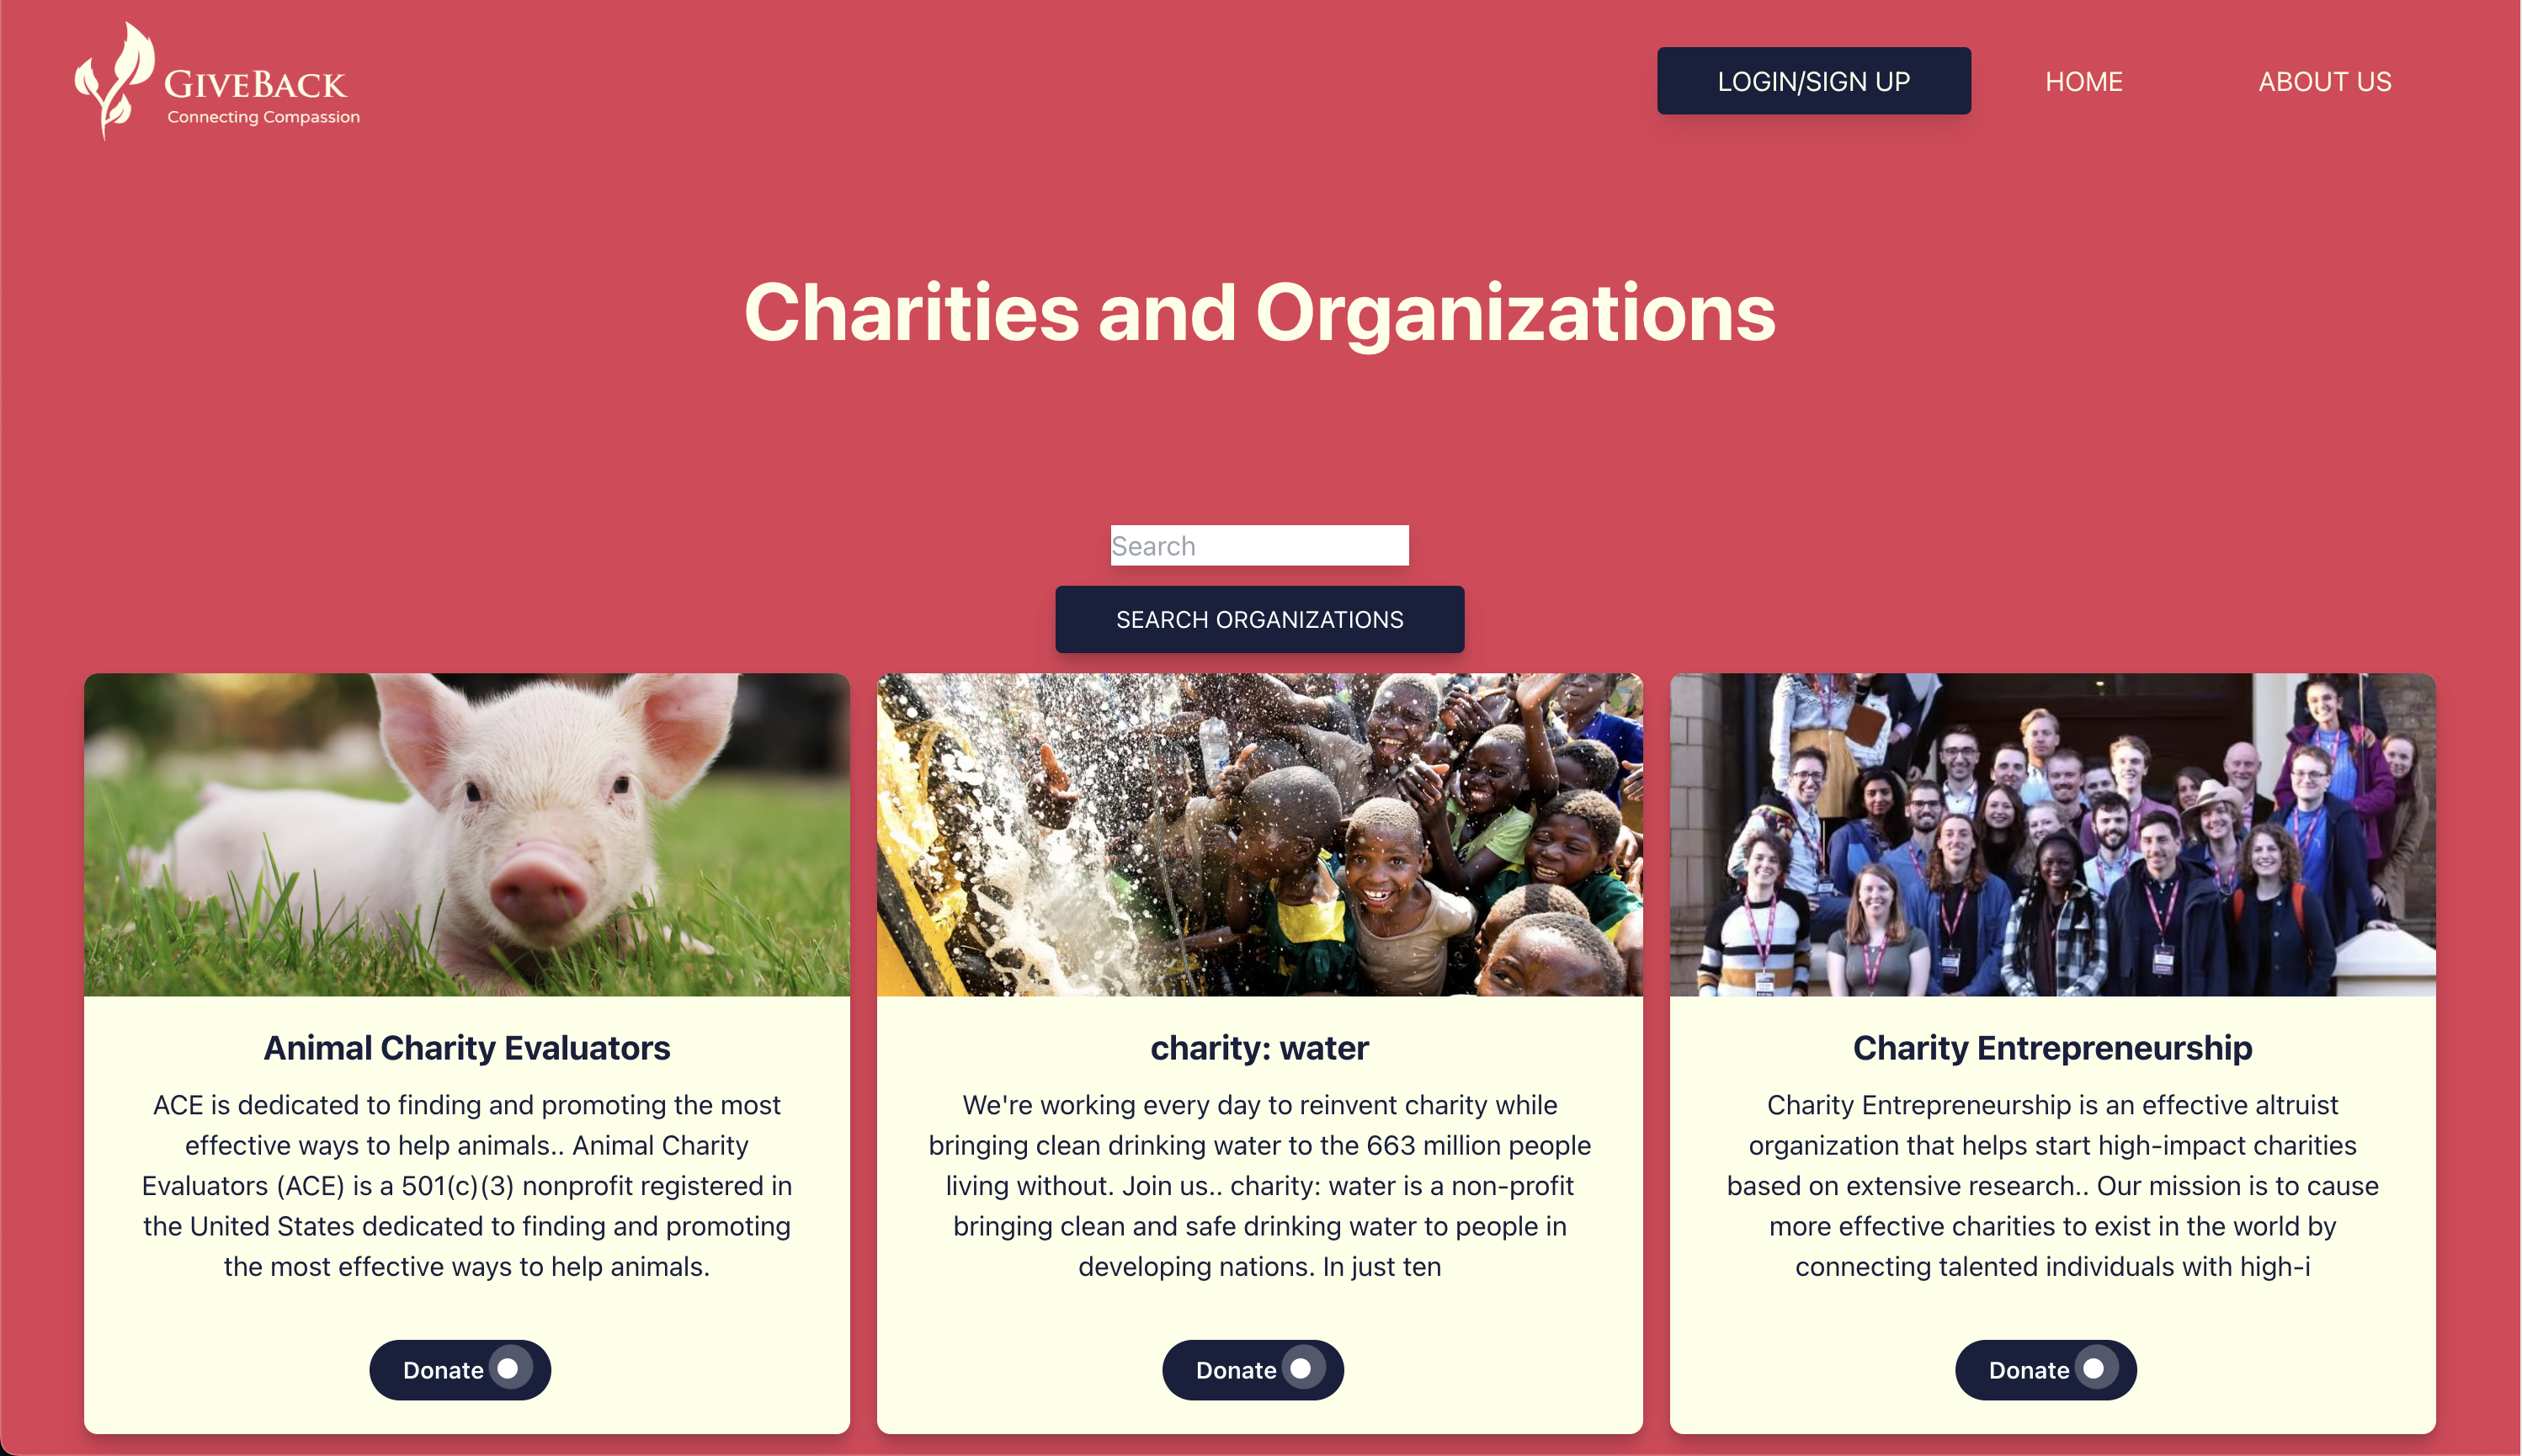 GIVEBACK
Connecting Compassion
LOGIN/SIGN UP
HOME
ABOUT US
Charities and Organizations
Search
SEARCH ORGANIZATIONS
Animal Charity Evaluators
ACE is dedicated to finding and promoting the most
effective ways to help animals.. Animal Charity
Evaluators (ACE) is a 501(c)(3) nonprofit registered in
the United States dedicated to finding and promoting
the most effective ways to help animals.
Donate
charity: water
We're working every day to reinvent charity while
bringing clean drinking water to the 663 million people
living without. Join us.. charity: water is a non-profit
bringing clean and safe drinking water to people in
developing nations. In just ten
Donate
Charity Entrepreneurship
Charity Entrepreneurship is an effective altruist
organization that helps start high-impact charities
based on extensive research.. Our mission is to cause
more effective charities to exist in the world by
connecting talented individuals with high-i
Donate